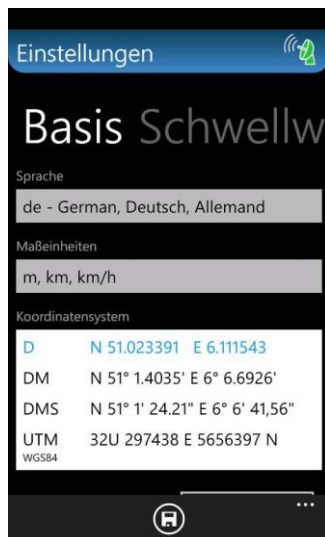 Einstellungen
Basis Schwellw
Sprache
de - German, Deutsch, Allemand
Maßeinheiten
m, km, km/h
Koordinatensystem
D N 51.023391 E 6.111543
DM N 51° 1.4035' E 6° 6.6926'
DMS N 51° 1' 24.21" E 6° 6' 41,56"
UTM 32U 297438 E 5656397 N
WGS84